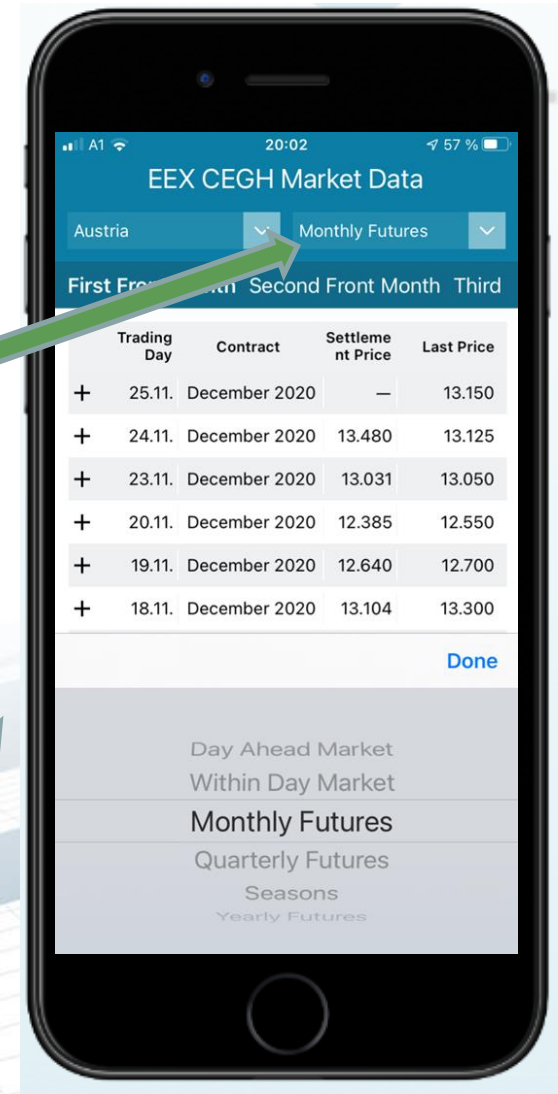 A1 20:02 57 %
EEX CEGH Market Data
Austria Monthly Futures
First Second Front Month Third
Trading Day Contract Settleme nt Price Last Price
+ 25.11. December 2020 — 13.150
+ 24.11. December 2020 13.480 13.125
+ 23.11. December 2020 13.031 13.050
+ 20.11. December 2020 12.385 12.550
+ 19.11. December 2020 12.640 12.700
+ 18.11. December 2020 13.104 13.300
Done
Day Ahead Market
Within Day Market
Monthly Futures
Quarterly Futures
Seasons
Yearly Futures